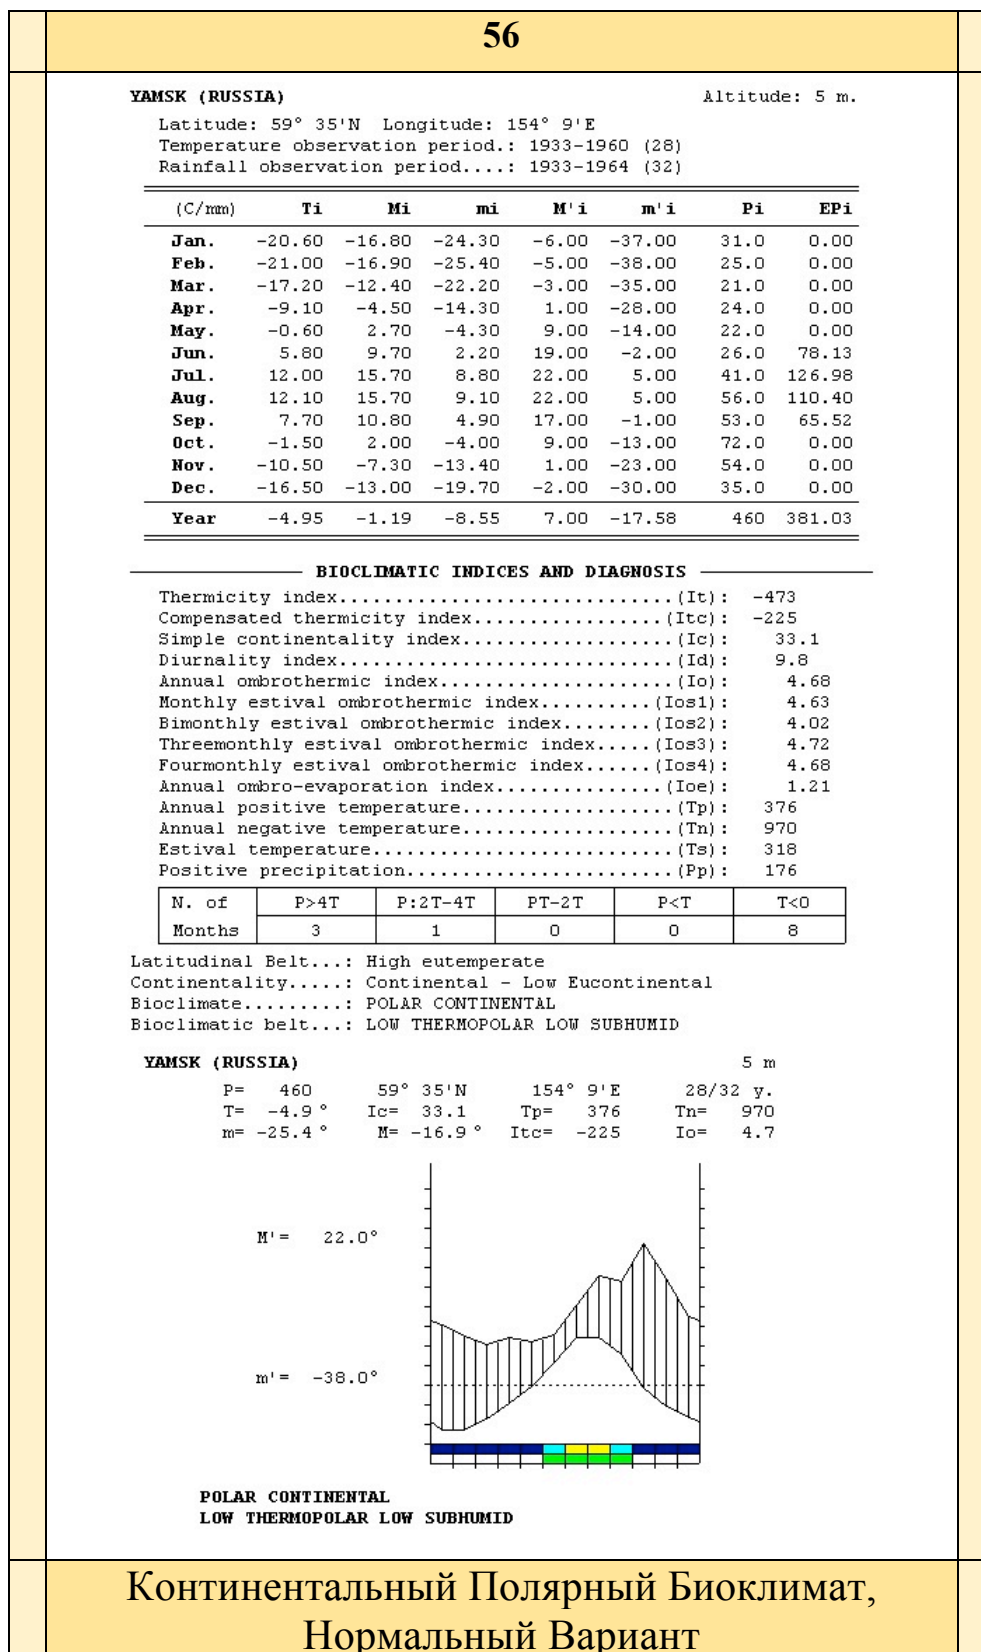 56
YAMSK (RUSSIA) Altitude: 5 m.
Latitude: 59° 35'N Longitude: 154° 9'E
Temperature observation period.: 1933-1960 (28)
Rainfall observation period....: 1933-1964 (32)
(C/mm) Ti Mi mi M'i m'i Pi EPi
Jan. -20.60 -16.80 -24.30 -6.00 -37.00 31.0 0.00
Feb. -21.00 -16.90 -25.40 -5.00 -38.00 25.0 0.00
Mar. -17.20 -12.40 -22.20 -3.00 -35.00 21.0 0.00
Apr. -9.10 -4.50 -14.30 1.00 -28.00 24.0 0.00
May. -0.60 2.70 -4.30 9.00 -14.00 22.0 0.00
Jun. 5.80 9.70 2.20 19.00 -2.00 26.0 78.13
Jul. 12.00 15.70 8.80 22.00 5.00 41.0 126.98
Aug. 12.10 15.70 9.10 22.00 5.00 56.0 110.40
Sep. 7.70 10.80 4.90 17.00 -1.00 53.0 65.52
Oct. -1.50 2.00 -4.00 9.00 -13.00 72.0 0.00
Nov. -10.50 -7.30 -13.40 1.00 -23.00 54.0 0.00
Dec. -16.50 -13.00 -19.70 -2.00 -30.00 35.0 0.00
Year -4.95 -1.19 -8.55 7.00 -17.58 460 381.03
BIOCLIMATIC INDICES AND DIAGNOSIS
Thermicity index................................(It): -473
Compensated thermicity index..................(Itc): -225
Simple continentality index....................(Ic): 33.1
Diurnality index................................(Id): 9.8
Annual ombrothermic index......................(Io): 4.68
Monthly estival ombrothermic index..........(Ios1): 4.63
Bimonthly estival ombrothermic index........(Ios2): 4.02
Threemonthly estival ombrothermic index.....(Ios3): 4.72
Fourmonthly estival ombrothermic index......(Ios4): 4.68
Annual ombro-evaporation index................(Ioe): 1.21
Annual positive temperature....................(Tp): 376
Annual negative temperature....................(Tn): 970
Estival temperature.............................(Ts): 318
Positive precipitation.........................(Pp): 176
N. of P>4T P:2T-4T PT-2T P<T T<0
Months 3 1 0 0 8
Latitudinal Belt...: High eutemperate
Continentality.....: Continental - Low Eucontinental
Bioclimate.........: POLAR CONTINENTAL
Bioclimatic belt...: LOW THERMOPOLAR LOW SUBHUMID
YAMSK (RUSSIA) 5 m
P= 460 59° 35'N 154° 9'E 28/32 y.
T= -4.9° Ic= 33.1 Tp= 376 Tn= 970
m= -25.4° M= -16.9° Itc= -225 Io= 4.7
M'= 22.0°
m'= -38.0°
POLAR CONTINENTAL
LOW THERMOPOLAR LOW SUBHUMID
Континентальный Полярный Биоклимат,
Нормальный Вариант